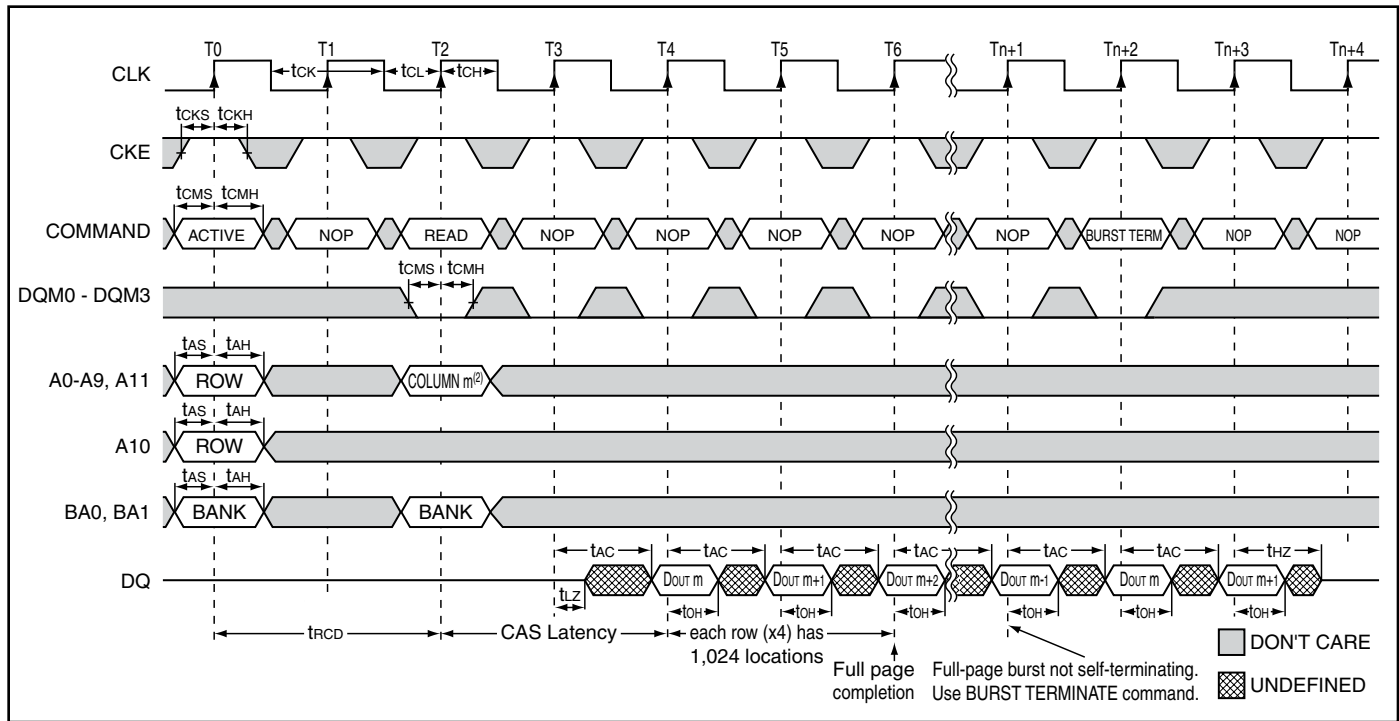 T0 T1 T2 T3 T4 T5 T6 Tn+1 Tn+2 Tn+3 Tn+4
CLK tCK tCL tCH
tCKS tCKH
CKE
tCMS tCMH
COMMAND ACTIVE NOP READ NOP NOP NOP NOP NOP BURST TERM NOP NOP
tCMS tCMH
DQM0 - DQM3
tAS tAH
A0-A9, A11 ROW COLUMN m(2)
tAS tAH
A10 ROW
tAS tAH
BA0, BA1 BANK BANK
tAC tAC tAC tAC tAC tAC tHZ
DQ DOUT m DOUT m+1 DOUT m+2 DOUT m-1 DOUT m DOUT m+1
tLZ tOH tOH tOH tOH tOH tOH
tRCD CAS Latency each row (x4) has
1,024 locations
Full page
completion
Full-page burst not self-terminating.
Use BURST TERMINATE command.
DON'T CARE
UNDEFINED